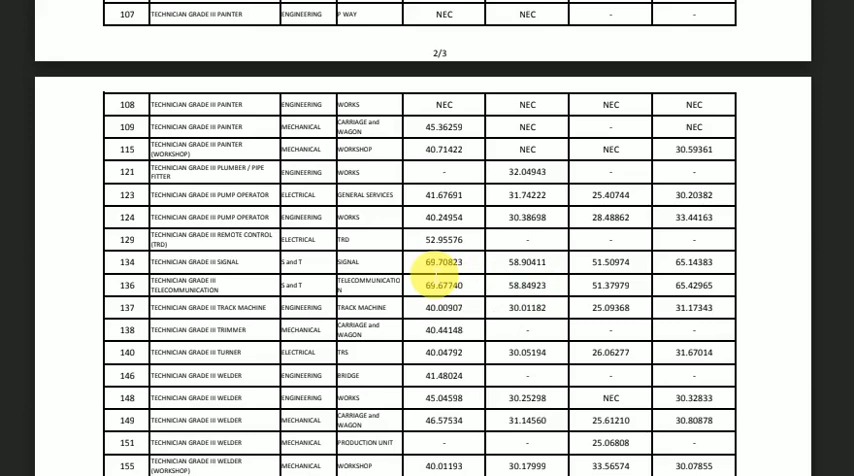 107 TECHNICIAN GRADE III PAINTER ENGINEERING P WAY NEC NEC - -
2/3
108 TECHNICIAN GRADE III PAINTER ENGINEERING WORKS NEC NEC NEC NEC
109 TECHNICIAN GRADE III PAINTER MECHANICAL CARRIAGE and WAGON 45.36259 NEC - NEC
115 TECHNICIAN GRADE III PAINTER (WORKSHOP) MECHANICAL WORKSHOP 40.71422 NEC NEC 30.59361
121 TECHNICIAN GRADE III PLUMBER / PIPE FITTER ENGINEERING WORKS - 32.04943 - -
123 TECHNICIAN GRADE III PUMP OPERATOR ELECTRICAL GENERAL SERVICES 41.67691 31.74222 25.40744 30.20382
124 TECHNICIAN GRADE III PUMP OPERATOR ENGINEERING WORKS 40.24954 30.38698 28.48862 33.44163
129 TECHNICIAN GRADE III REMOTE CONTROL (TRD) ELECTRICAL TRD 52.95576 - - -
134 TECHNICIAN GRADE III SIGNAL S and T SIGNAL 69.70823 58.90411 51.50974 65.14383
136 TECHNICIAN GRADE III TELECOMMUNICATION S and T TELECOMMUNICATION 69.67740 58.84923 51.37979 65.42965
137 TECHNICIAN GRADE III TRACK MACHINE ENGINEERING TRACK MACHINE 40.00907 30.01182 25.09368 31.17343
138 TECHNICIAN GRADE III TRIMMER MECHANICAL CARRIAGE and WAGON 40.44148 - - -
140 TECHNICIAN GRADE III TURNER ELECTRICAL TRS 40.04792 30.05194 26.06277 31.67014
146 TECHNICIAN GRADE III WELDER ENGINEERING BRIDGE 41.48024 - - -
148 TECHNICIAN GRADE III WELDER ENGINEERING WORKS 45.04598 30.25298 NEC 30.32833
149 TECHNICIAN GRADE III WELDER MECHANICAL CARRIAGE and WAGON 46.57534 31.14560 25.61210 30.80878
151 TECHNICIAN GRADE III WELDER MECHANICAL PRODUCTION UNIT - - 25.06808 -
155 TECHNICIAN GRADE III WELDER (WORKSHOP) MECHANICAL WORKSHOP 40.01193 30.17999 33.56574 30.07855